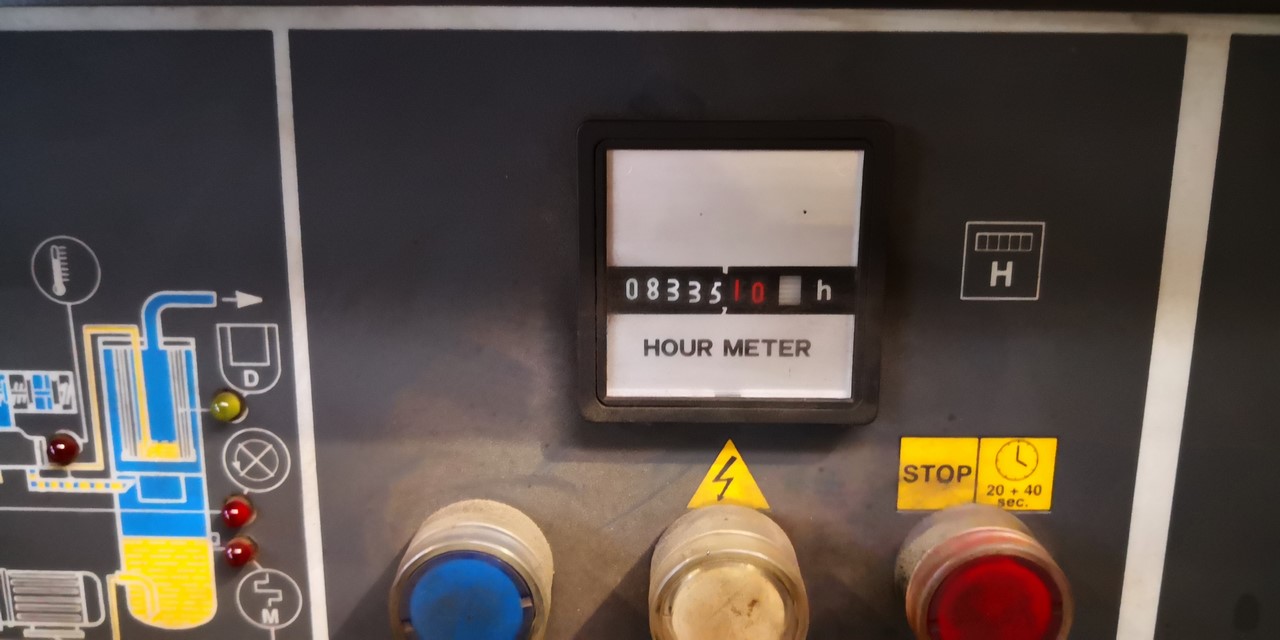 0833510 h
HOUR METER
H
D
STOP
20 + 40
sec.
M